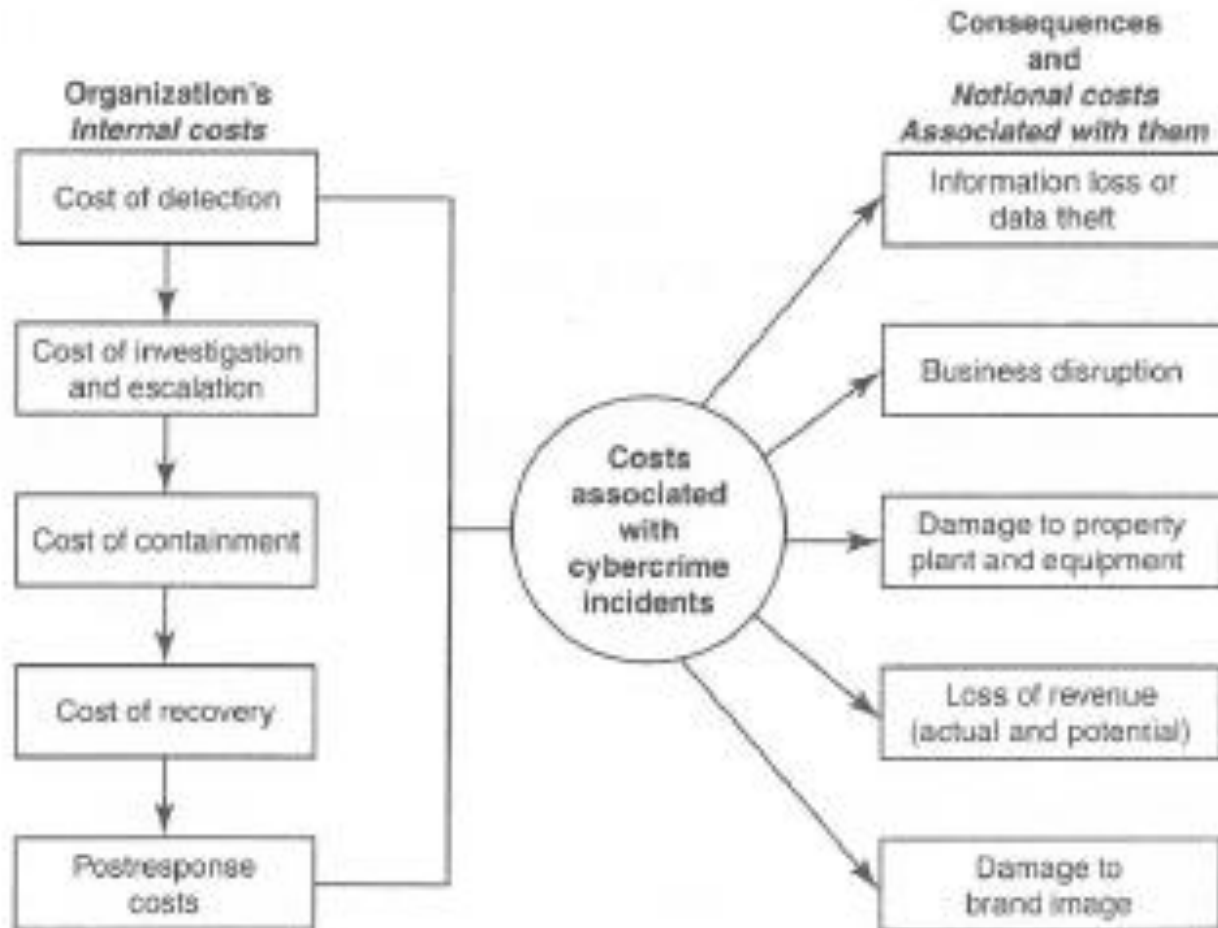 Organization's
Internal costs
Cost of detection
Cost of investigation
and escalation
Cost of containment
Cost of recovery
Postresponse
costs
Costs
associated
with
cybercrime
incidents
Consequences
and
Notional costs
Associated with them
Information loss or
data theft
Business disruption
Damage to property
plant and equipment
Loss of revenue
(actual and potential)
Damage to
brand image